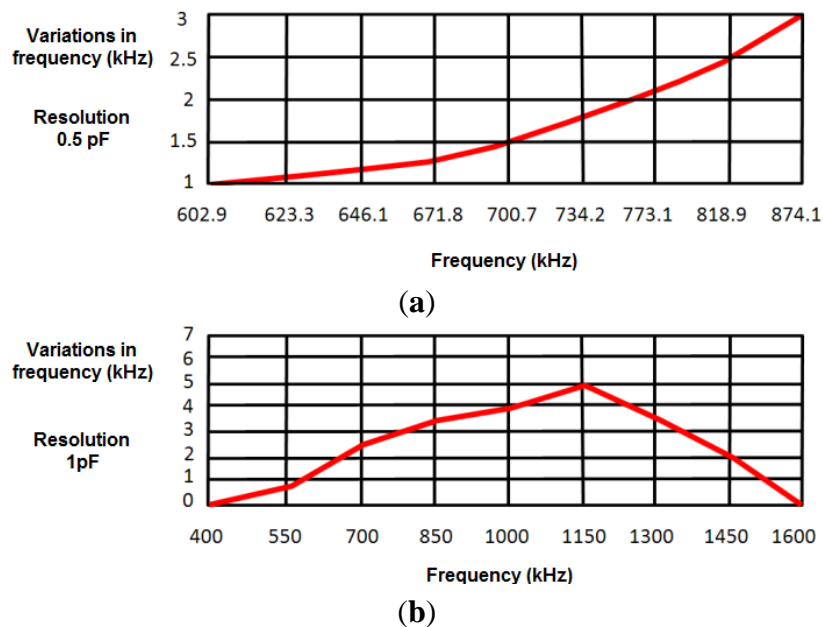 Variations in
frequency (kHz)
Resolution
0.5 pF
3
2.5
2
1.5
1
602.9 623.3 646.1 671.8 700.7 734.2 773.1 818.9 874.1
Frequency (kHz)
(a)
Variations in
frequency (kHz)
Resolution
1pF
7
6
5
4
3
2
1
0
400 550 700 850 1000 1150 1300 1450 1600
Frequency (kHz)
(b)